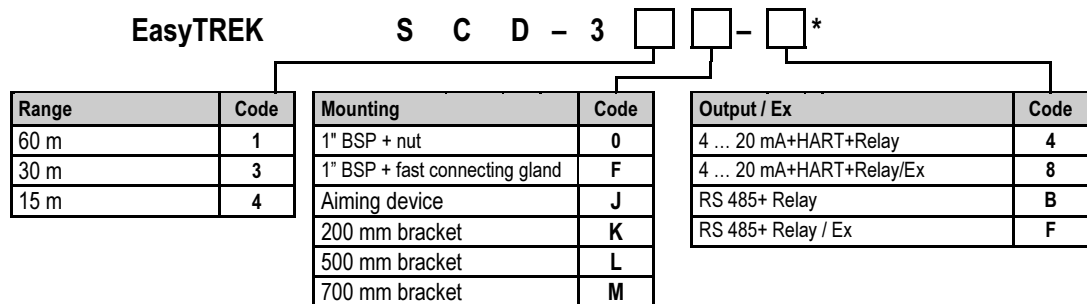 EasyTREK S C D – 3 – *
Range Code
60 m 1
30 m 3
15 m 4
Mounting Code
1" BSP + nut 0
1” BSP + fast connecting gland F
Aiming device J
200 mm bracket K
500 mm bracket L
700 mm bracket M
Output / Ex Code
4 … 20 mA+HART+Relay 4
4 … 20 mA+HART+Relay/Ex 8
RS 485+ Relay B
RS 485+ Relay / Ex F